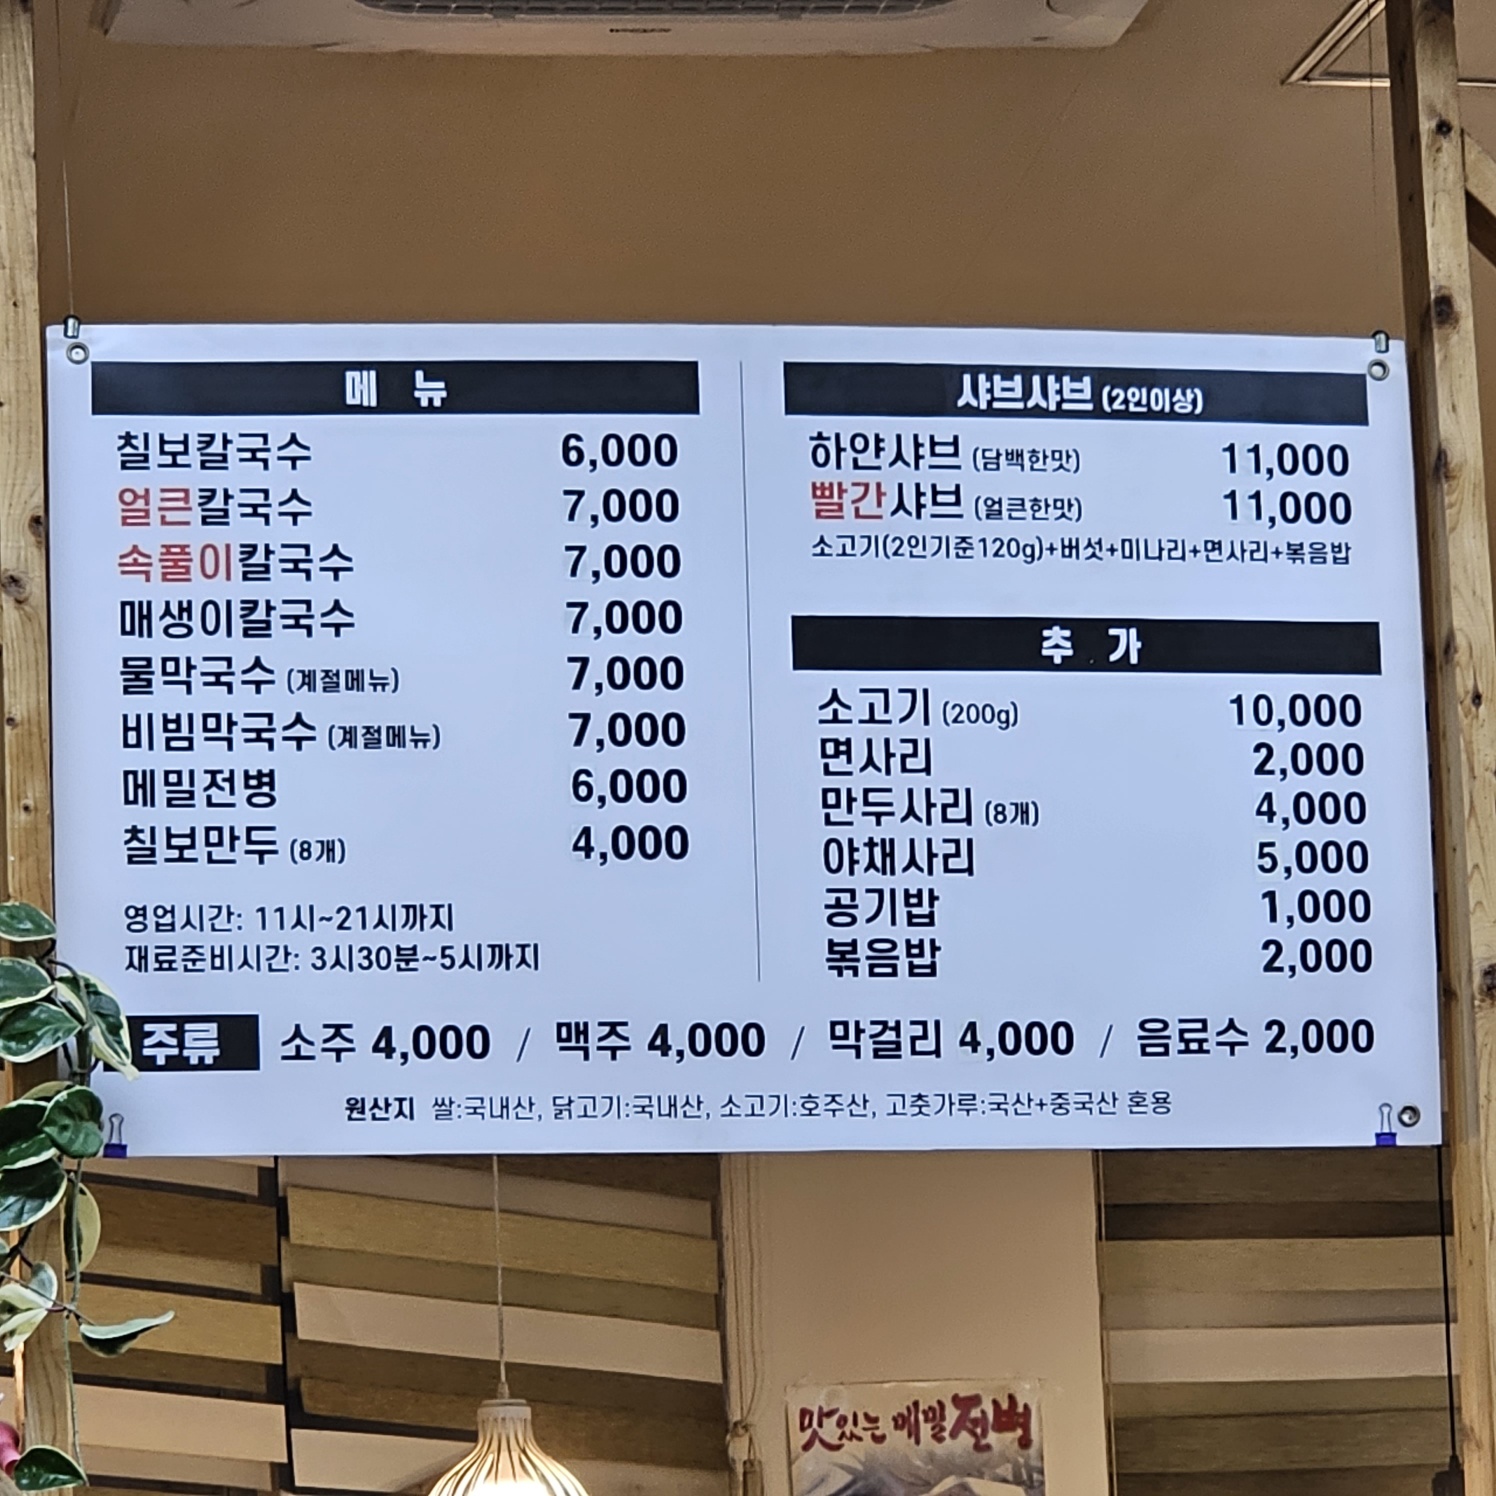 메 뉴
칠보칼국수 6,000
얼큰칼국수 7,000
속풀이칼국수 7,000
매생이칼국수 7,000
물막국수 (계절메뉴) 7,000
비빔막국수 (계절메뉴) 7,000
메밀전병 6,000
칠보만두 (8개) 4,000
영업시간: 11시~21시까지
재료준비시간: 3시30분~5시까지
샤브샤브 (2인이상)
하얀샤브 (담백한맛) 11,000
빨간샤브 (얼큰한맛) 11,000
소고기(2인기준120g)+버섯+미나리+면사리+볶음밥
추 가
소고기 (200g) 10,000
면사리 2,000
만두사리 (8개) 4,000
야채사리 5,000
공기밥 1,000
볶음밥 2,000
주류 소주 4,000 / 맥주 4,000 / 막걸리 4,000 / 음료수 2,000
원산지 쌀:국내산, 닭고기:국내산, 소고기:호주산, 고춧가루:국산+중국산 혼용
맛있는 메밀전병